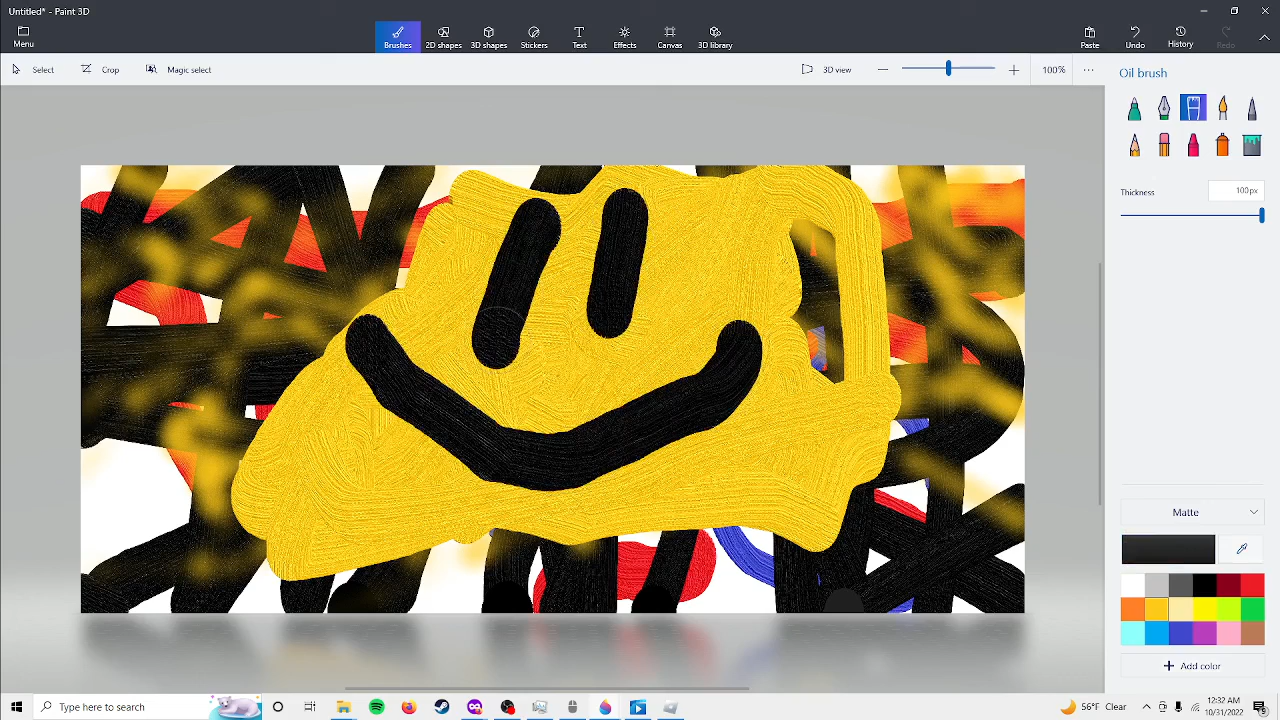 Untitled* - Paint 3D
Menu
Brushes
2D shapes
3D shapes
Stickers
Text
Effects
Canvas
3D library
Paste
Undo
History
Redo
Select
Crop
Magic select
3D view
100%
Oil brush
Thickness
100px
Matte
Add color
Type here to search
56°F Clear
12:32 AM
10/31/2022